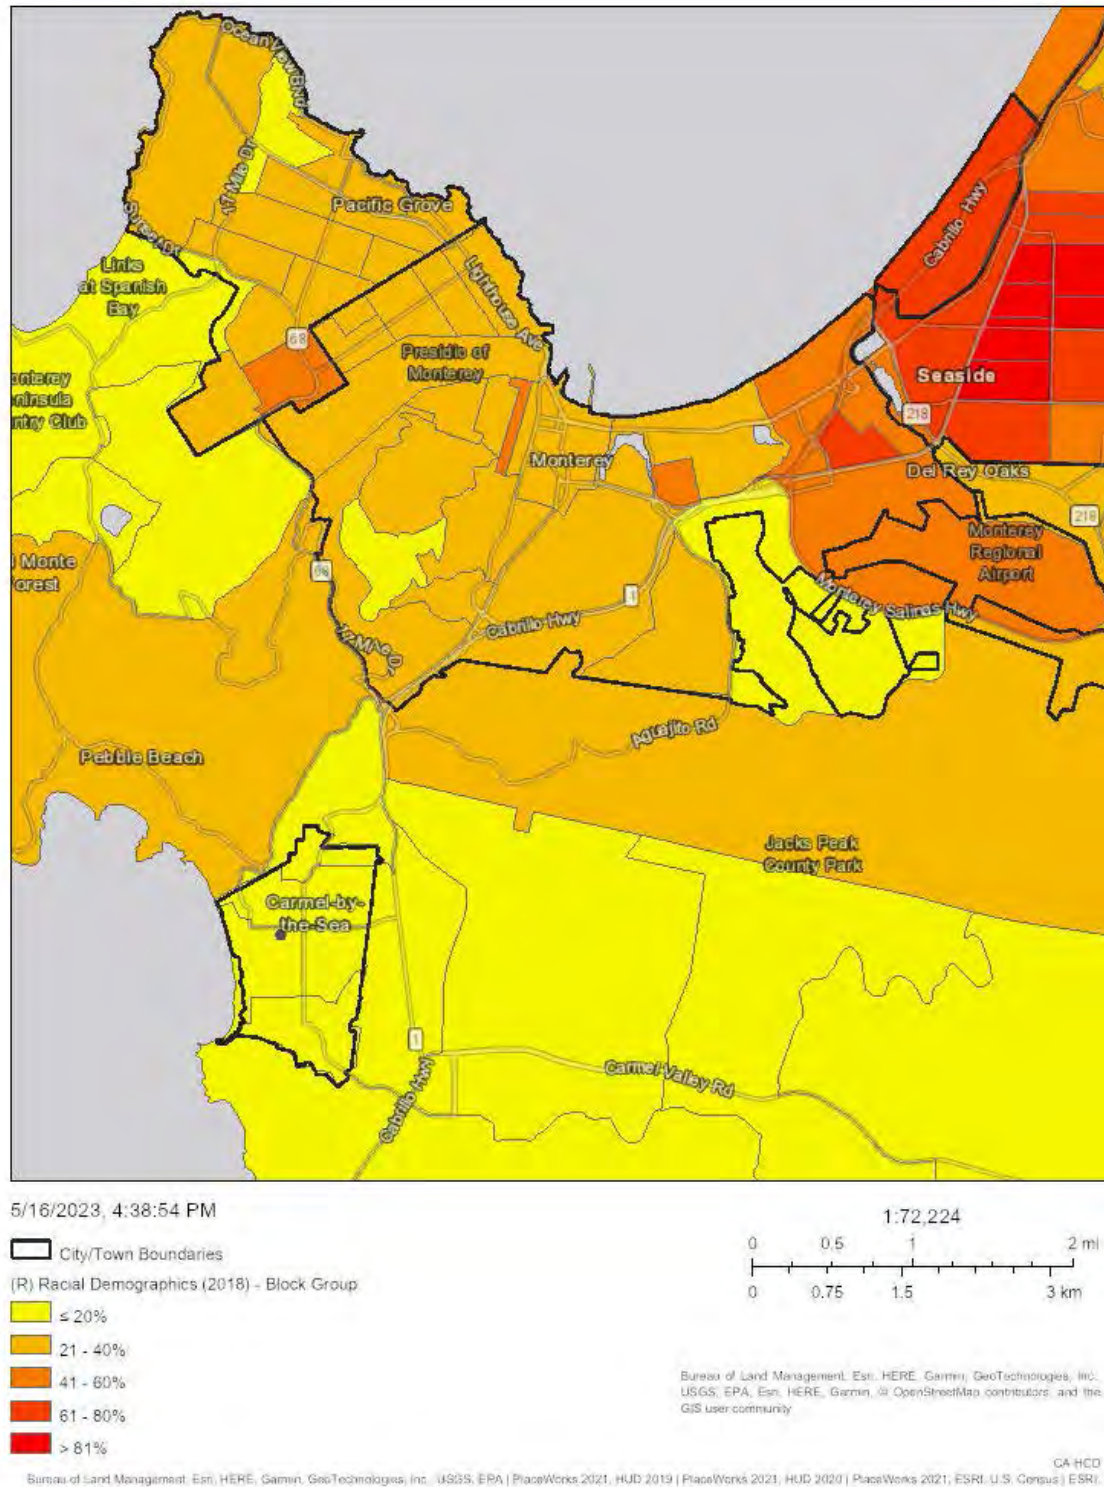 Ocean View Blvd
17 Mile Dr
Pacific Grove
Sunset Dr
Links
at Spanish
Bay
Lighthouse Ave
68
Presidio of
Monterey
Cabrillo Hwy
Seaside
218
onterey
ninsula
ntry Club
Monterey
Del Rey Oaks
218
Monterey
Regional
Airport
Monte
orest
68
1
Cabrillo Hwy
Monterey Salinas Hwy
17 Mile D
Aguajito Rd
Pebble Beach
Jacks Peak
County Park
Carmel-by-
the-Sea
1
Cabrillo Hwy
Carmel Valley Rd
5/16/2023, 4:38:54 PM
City/Town Boundaries
(R) Racial Demographics (2018) - Block Group
≤ 20%
21 - 40%
41 - 60%
61 - 80%
> 81%
1:72,224
0 0.5 1 2 mi
0 0.75 1.5 3 km
Bureau of Land Management, Esri, HERE, Garmin, GeoTechnologies, Inc.,
USGS, EPA, Esri, HERE, Garmin, © OpenStreetMap contributors, and the
GIS user community
CA HCD
Bureau of Land Management, Esri, HERE, Garmin, GeoTechnologies, Inc., USGS, EPA | PlaceWorks 2021, HUD 2019 | PlaceWorks 2021, HUD 2020 | PlaceWorks 2021, ESRI, U.S. Census | ESRI,